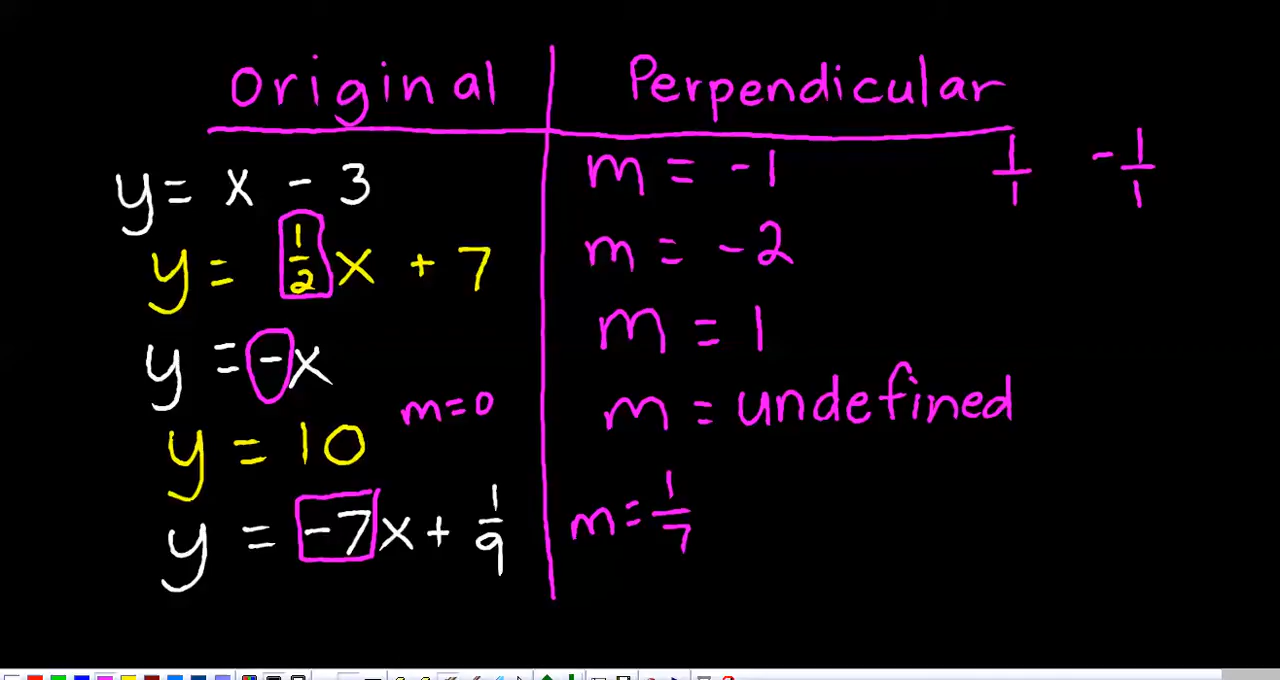 Original Perpendicular
y = x - 3 m = -1 1/1 -1/1
y = 1/2 x + 7 m = -2
y = -x m = 1
y = 10 m=0 m = undefined
y = -7x + 1/9 m = 1/7